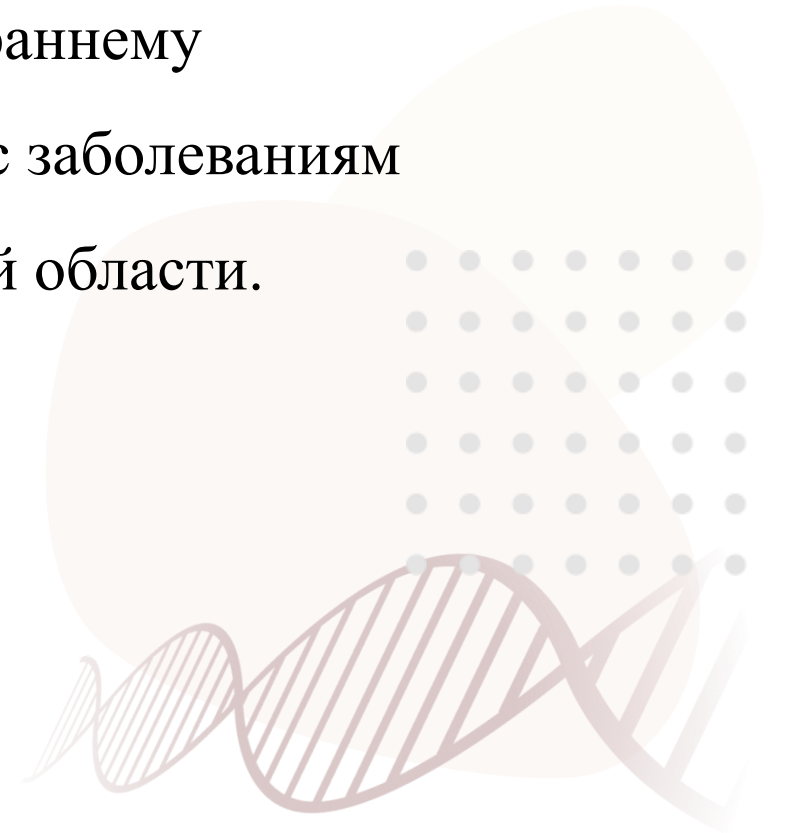 раннему
с заболеваниям
й области.